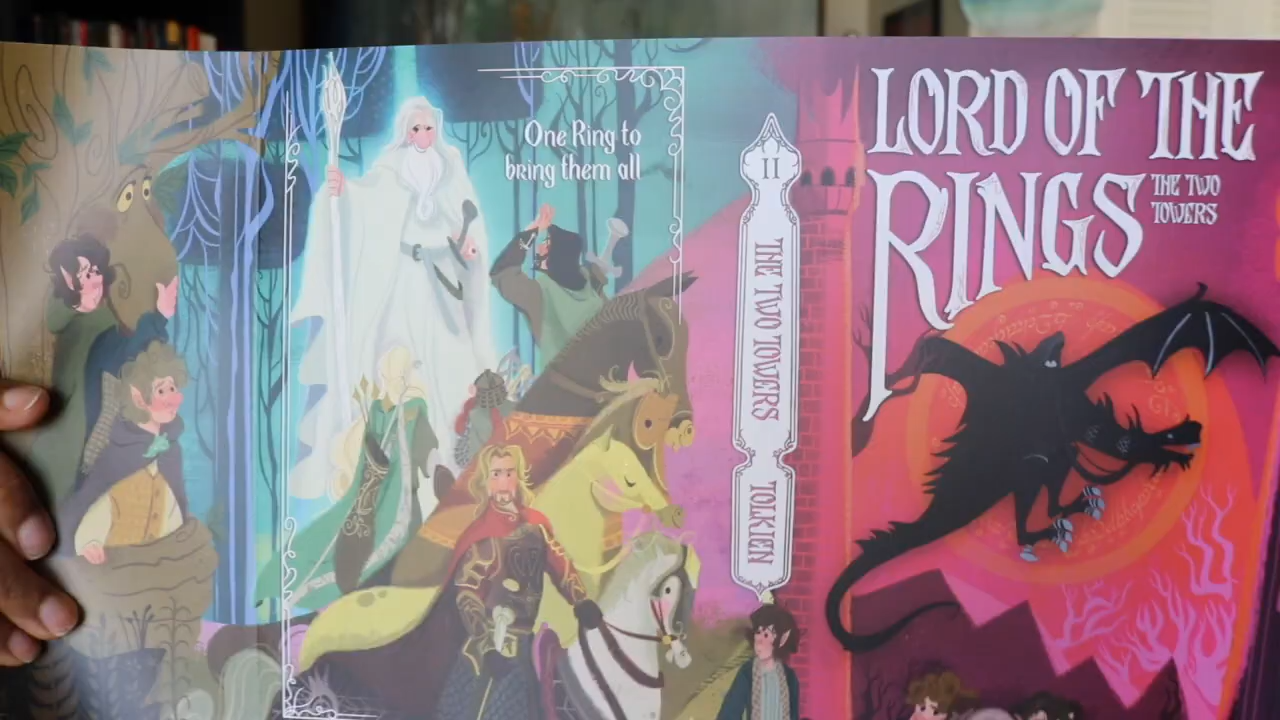 One Ring to
bring them all
II
THE TWO TOWERS
TOLKIEN
LORD OF THE
RINGS
THE TWO
TOWERS